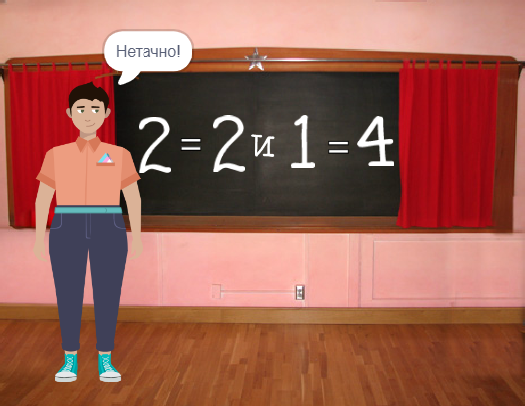 Нетачно!
2 = 2 и 1 = 4